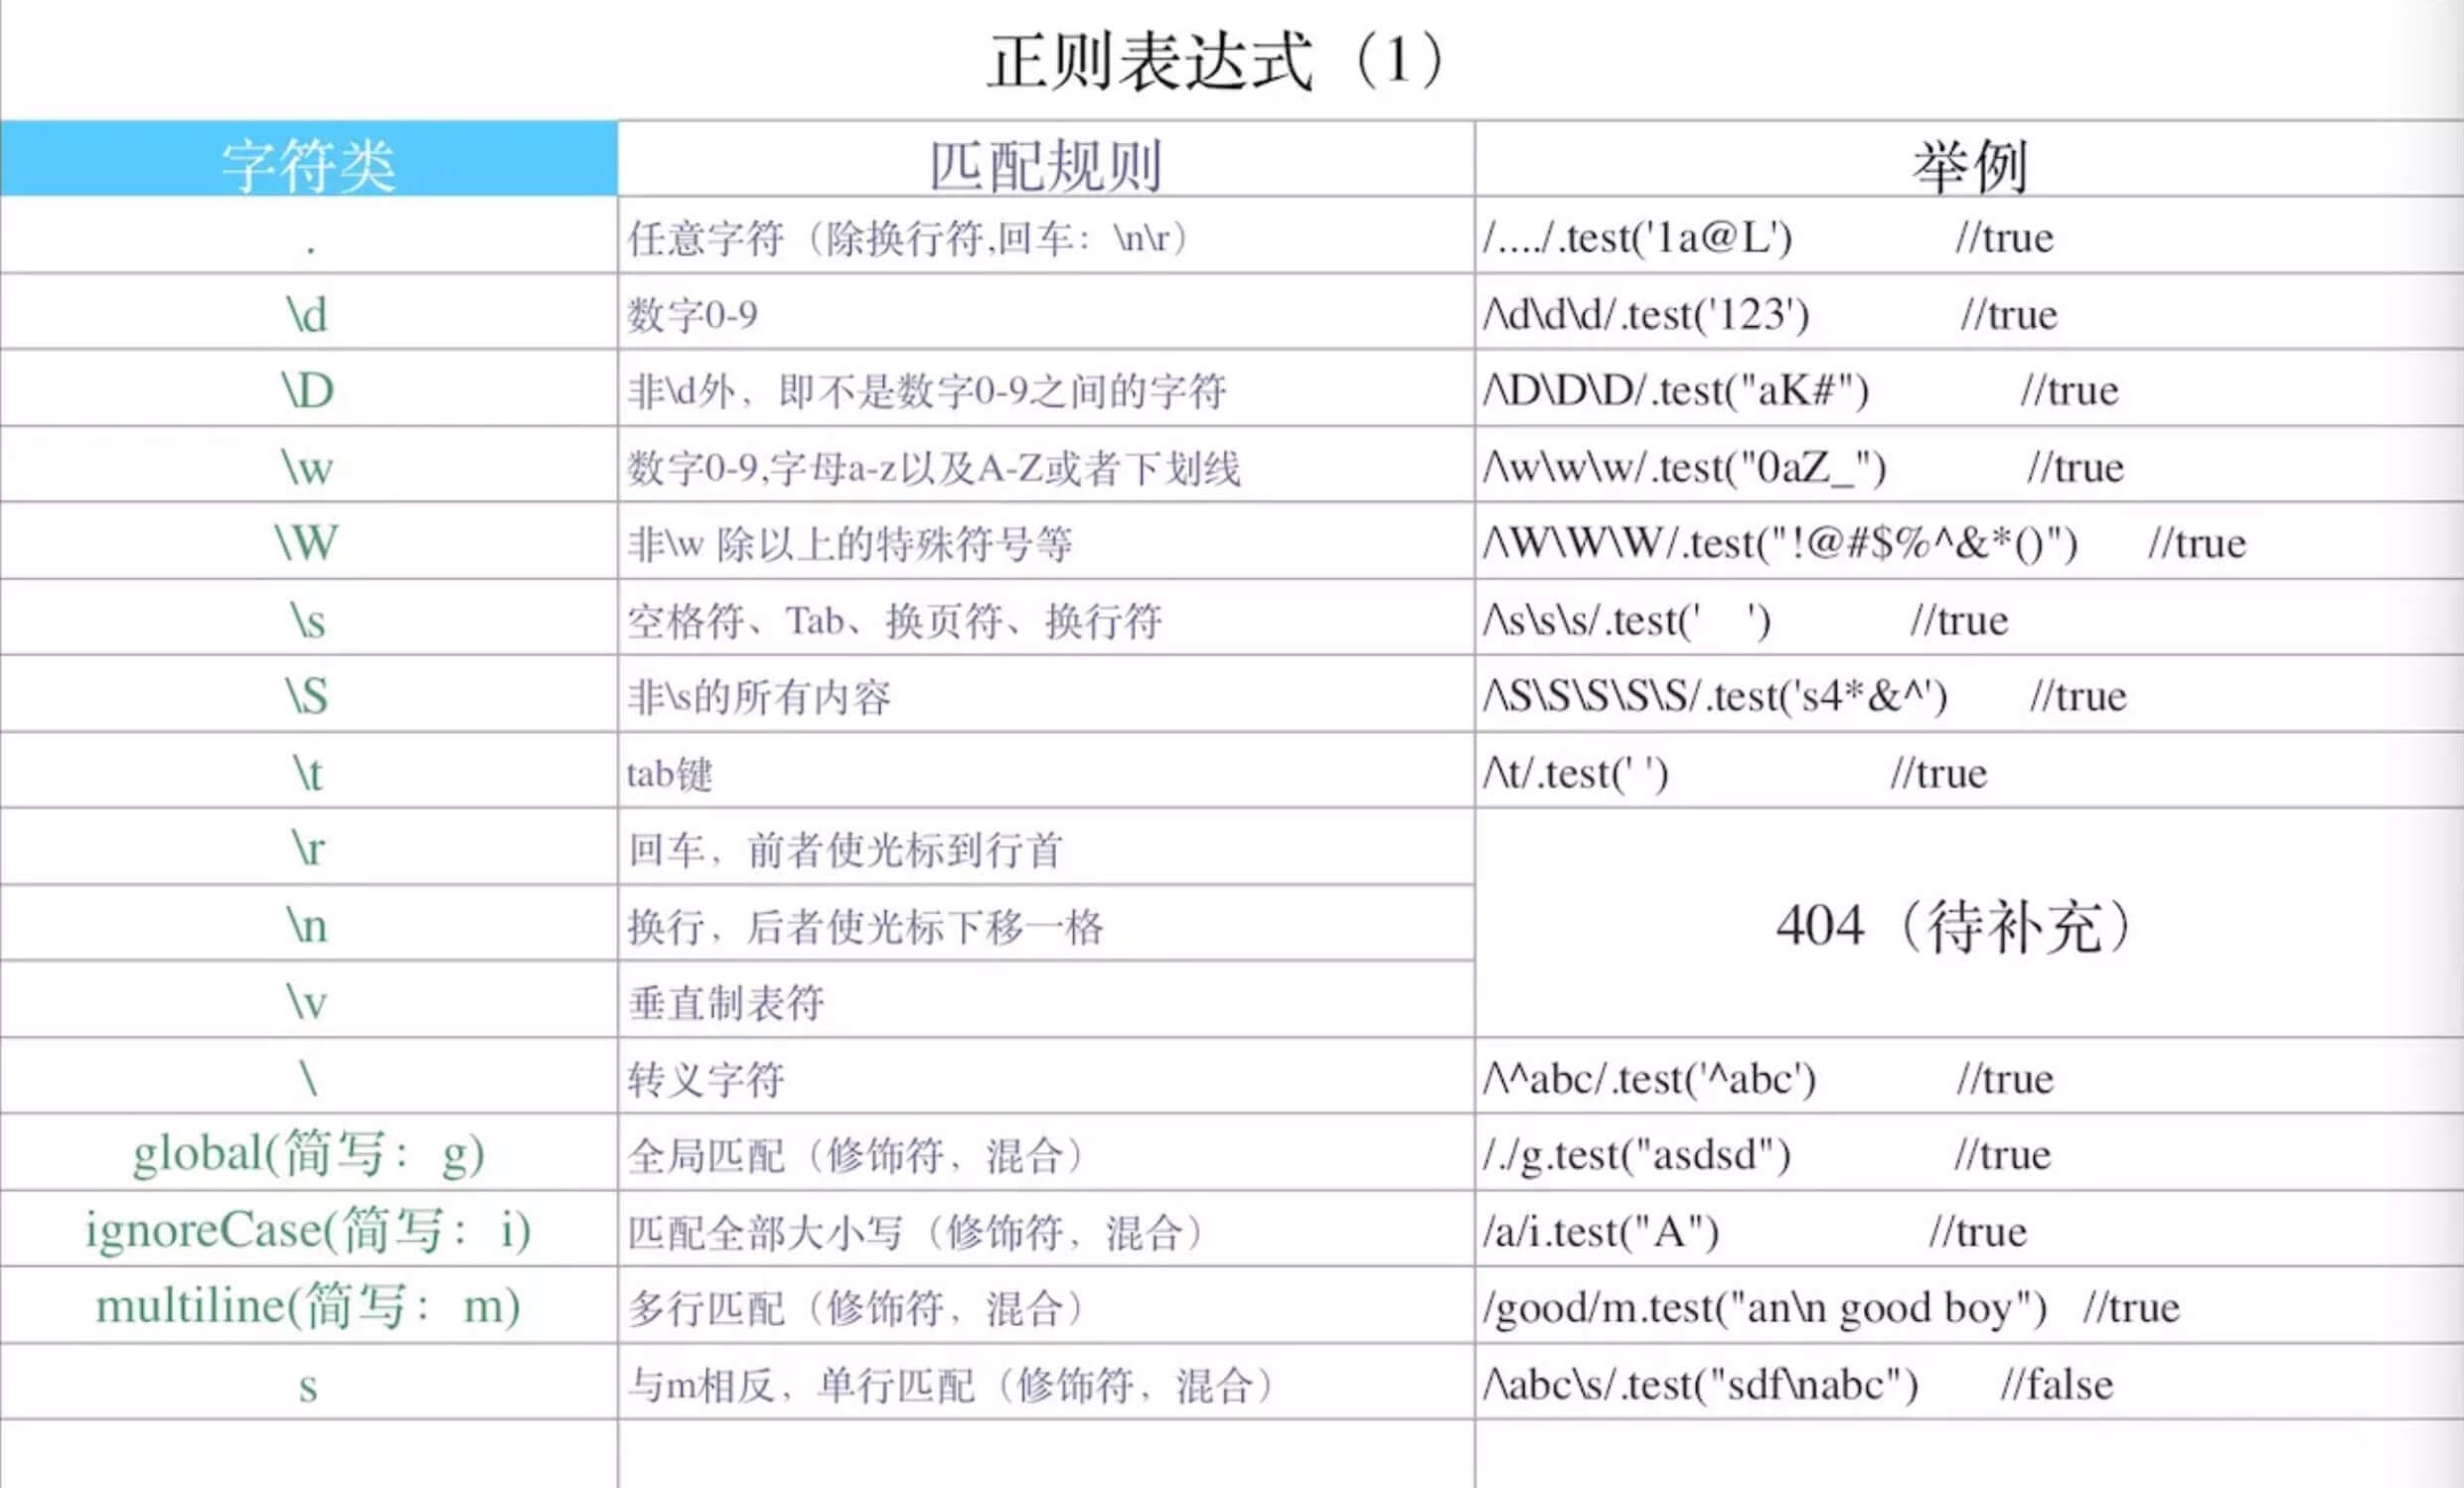 正则表达式（1）
字符类 匹配规则 举例
. 任意字符（除换行符,回车：\n\r） /..../.test('1a@L') //true
\d 数字0-9 /\d\d\d/.test('123') //true
\D 非\d外，即不是数字0-9之间的字符 /\D\D\D/.test("aK#") //true
\w 数字0-9,字母a-z以及A-Z或者下划线 /\w\w\w/.test("0aZ_") //true
\W 非\w 除以上的特殊符号等 /\W\W\W/.test("!@#$%^&*()") //true
\s 空格符、Tab、换页符、换行符 /\s\s\s/.test('   ') //true
\S 非\s的所有内容 /\S\S\S\S\S/.test('s4*&^') //true
\t tab键 /\t/.test(' ') //true
\r 回车，前者使光标到行首
\n 换行，后者使光标下移一格 404（待补充）
\v 垂直制表符
\ 转义字符 /\^abc/.test('^abc') //true
global(简写：g) 全局匹配（修饰符，混合） /./g.test("asdsd") //true
ignoreCase(简写：i) 匹配全部大小写（修饰符，混合） /a/i.test("A") //true
multiline(简写：m) 多行匹配（修饰符，混合） /good/m.test("an\n good boy") //true
s 与m相反，单行匹配（修饰符，混合） /\abc\s/.test("sdf\nabc") //false